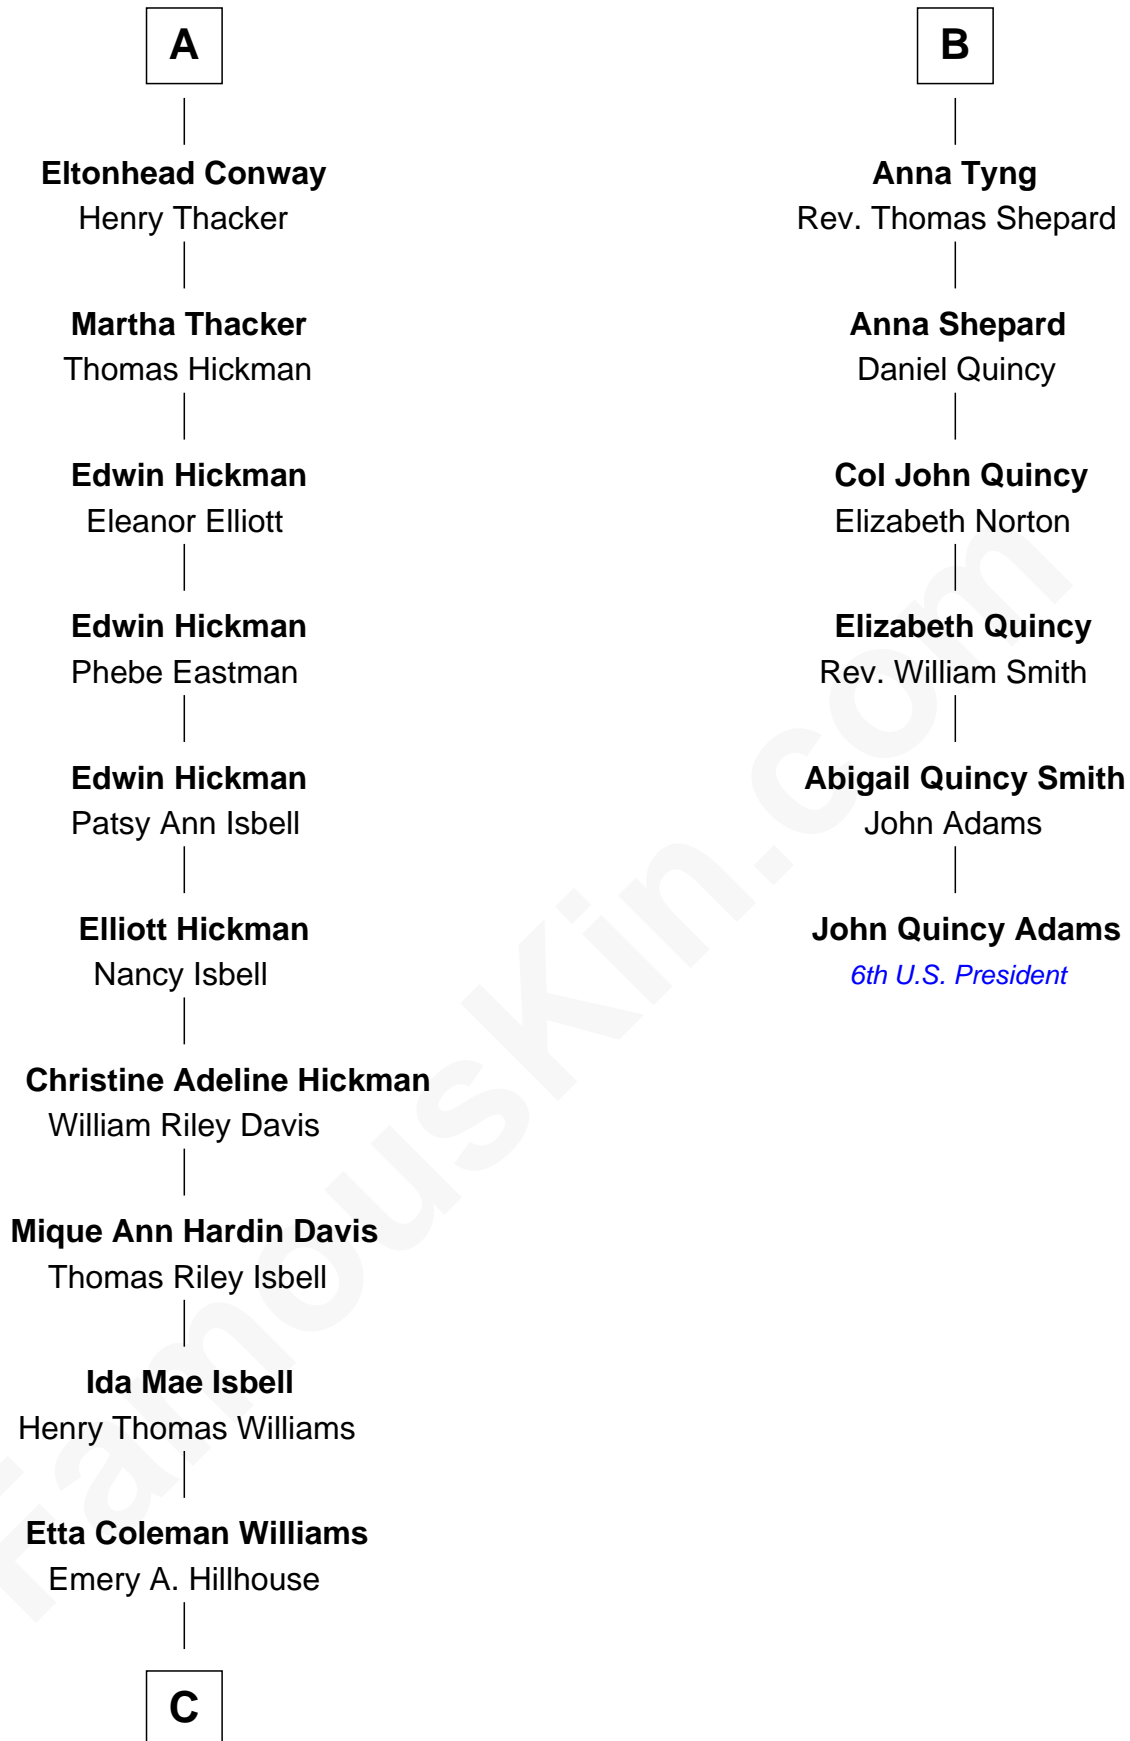 A
Eltonhead Conway
Henry Thacker
Martha Thacker
Thomas Hickman
Edwin Hickman
Eleanor Elliott
Edwin Hickman
Phebe Eastman
Edwin Hickman
Patsy Ann Isbell
Elliott Hickman
Nancy Isbell
Christine Adeline Hickman
William Riley Davis
Mique Ann Hardin Davis
Thomas Riley Isbell
Ida Mae Isbell
Henry Thomas Williams
Etta Coleman Williams
Emery A. Hillhouse
C
B
Anna Tyng
Rev. Thomas Shepard
Anna Shepard
Daniel Quincy
Col John Quincy
Elizabeth Norton
Elizabeth Quincy
Rev. William Smith
Abigail Quincy Smith
John Adams
John Quincy Adams
6th U.S. President
FamousKin.com